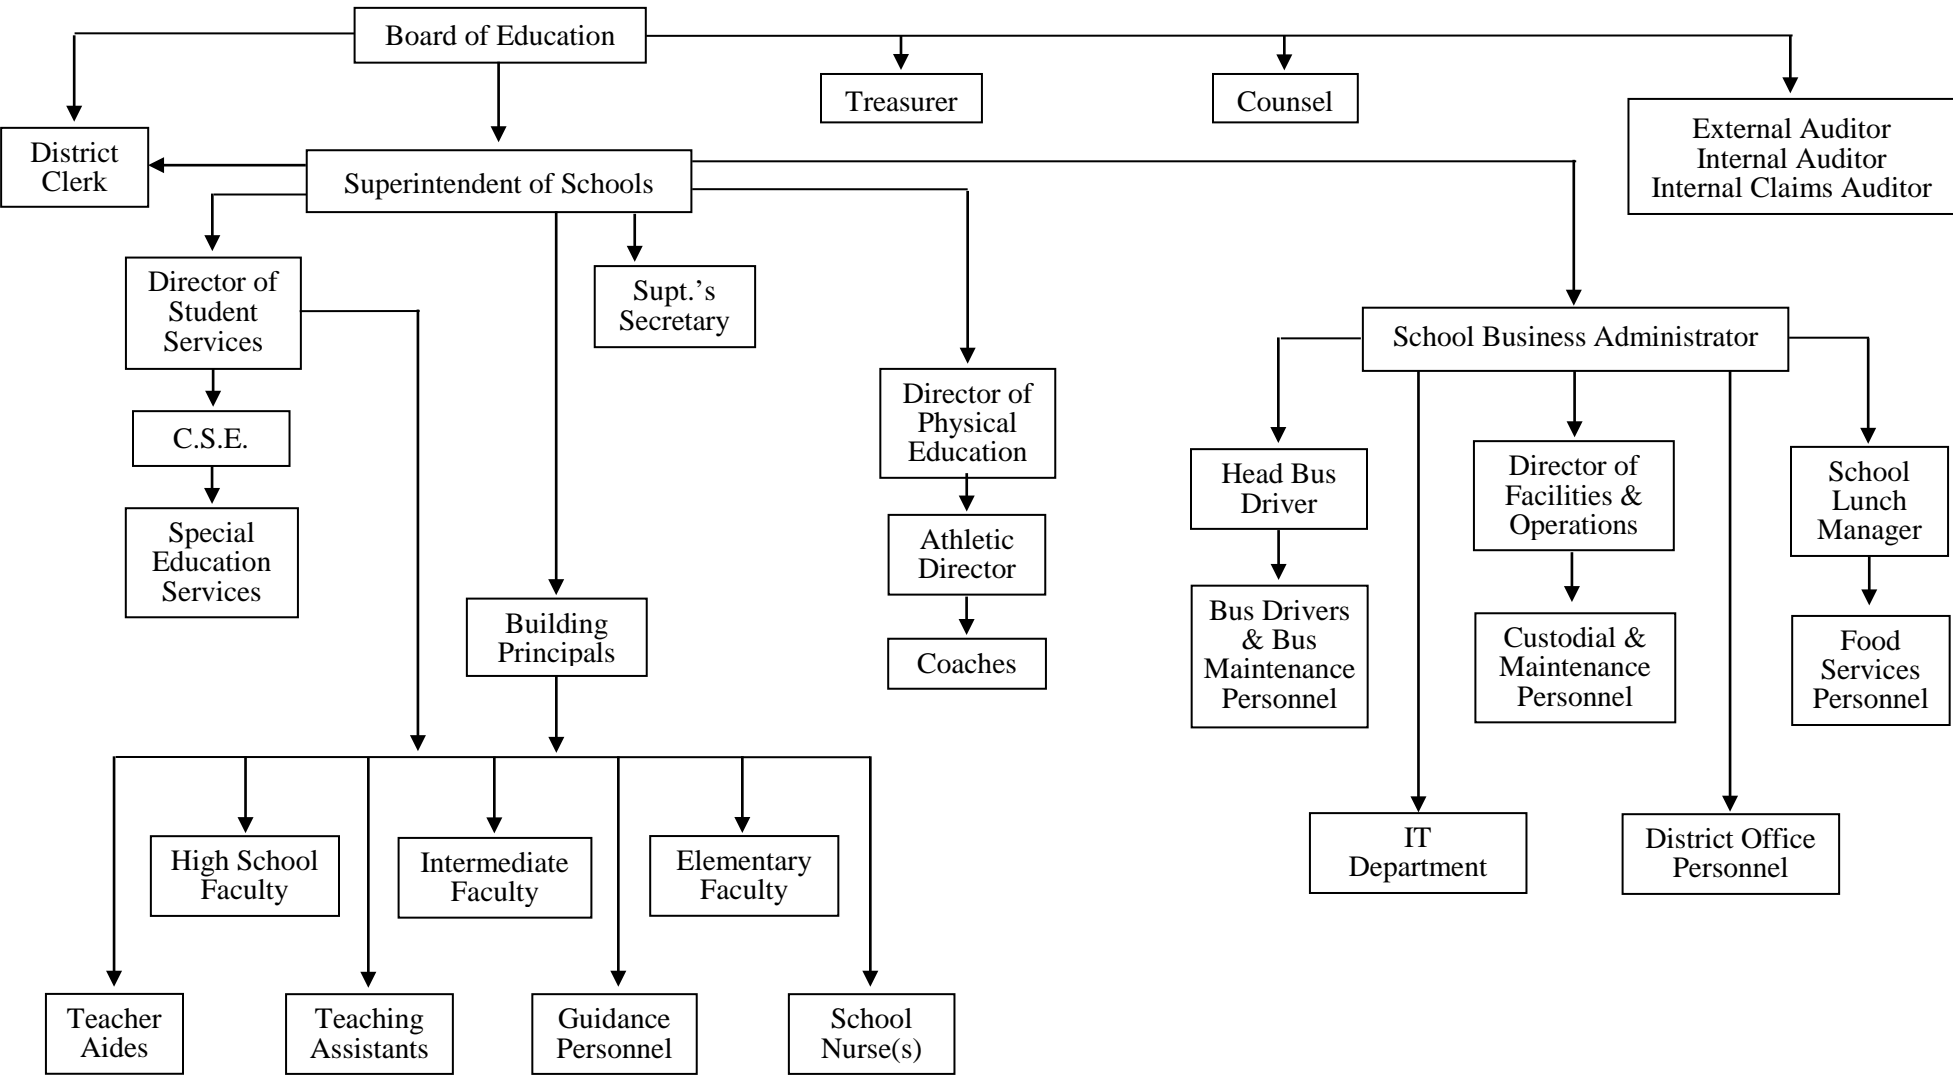 Board of Education
Treasurer
Counsel
External Auditor
Internal Auditor
Internal Claims Auditor
District
Clerk
Superintendent of Schools
Director of
Student
Services
Supt.’s
Secretary
School Business Administrator
C.S.E.
Director of
Physical
Education
Head Bus
Driver
Director of
Facilities &
Operations
School
Lunch
Manager
Special
Education
Services
Athletic
Director
Building
Principals
Coaches
Bus Drivers
& Bus
Maintenance
Personnel
Custodial &
Maintenance
Personnel
Food
Services
Personnel
High School
Faculty
Intermediate
Faculty
Elementary
Faculty
IT
Department
District Office
Personnel
Teacher
Aides
Teaching
Assistants
Guidance
Personnel
School
Nurse(s)